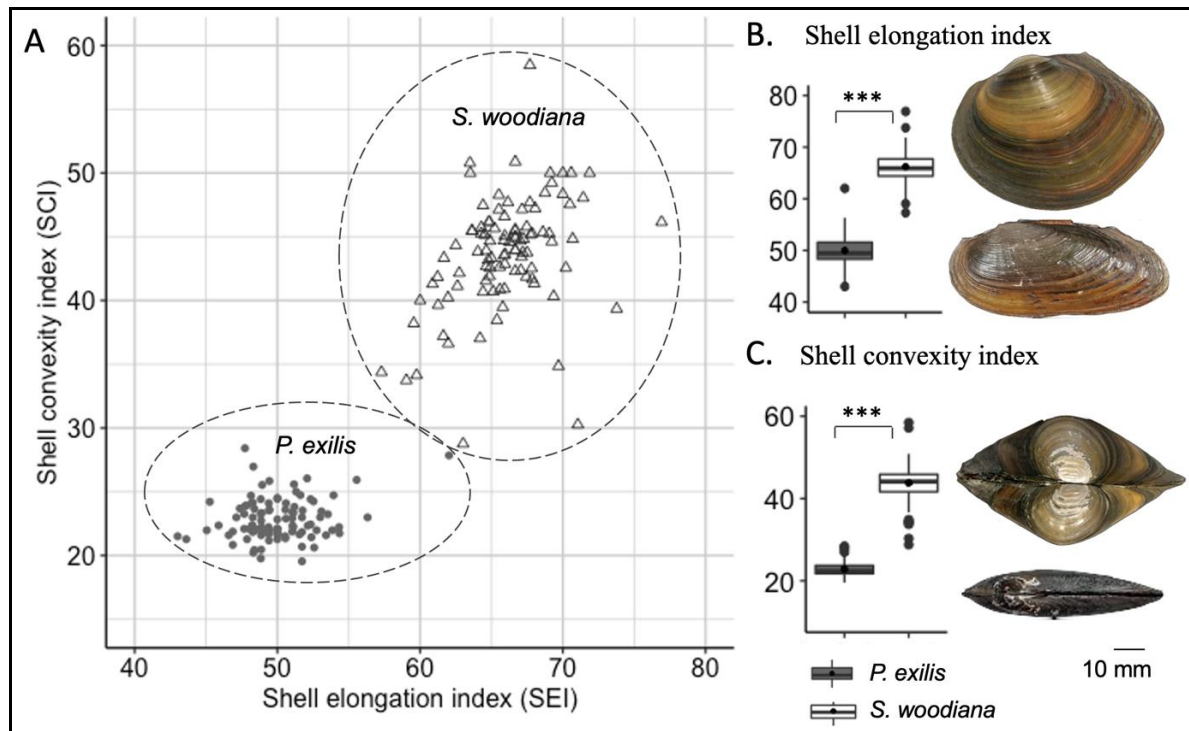 A
60
50
40
30
20
Shell convexity index (SCI)
S. woodiana
P. exilis
40 50 60 70 80
Shell elongation index (SEI)
B. Shell elongation index
80
70
60
50
40
***
C. Shell convexity index
60
40
20
***
10 mm
P. exilis
S. woodiana